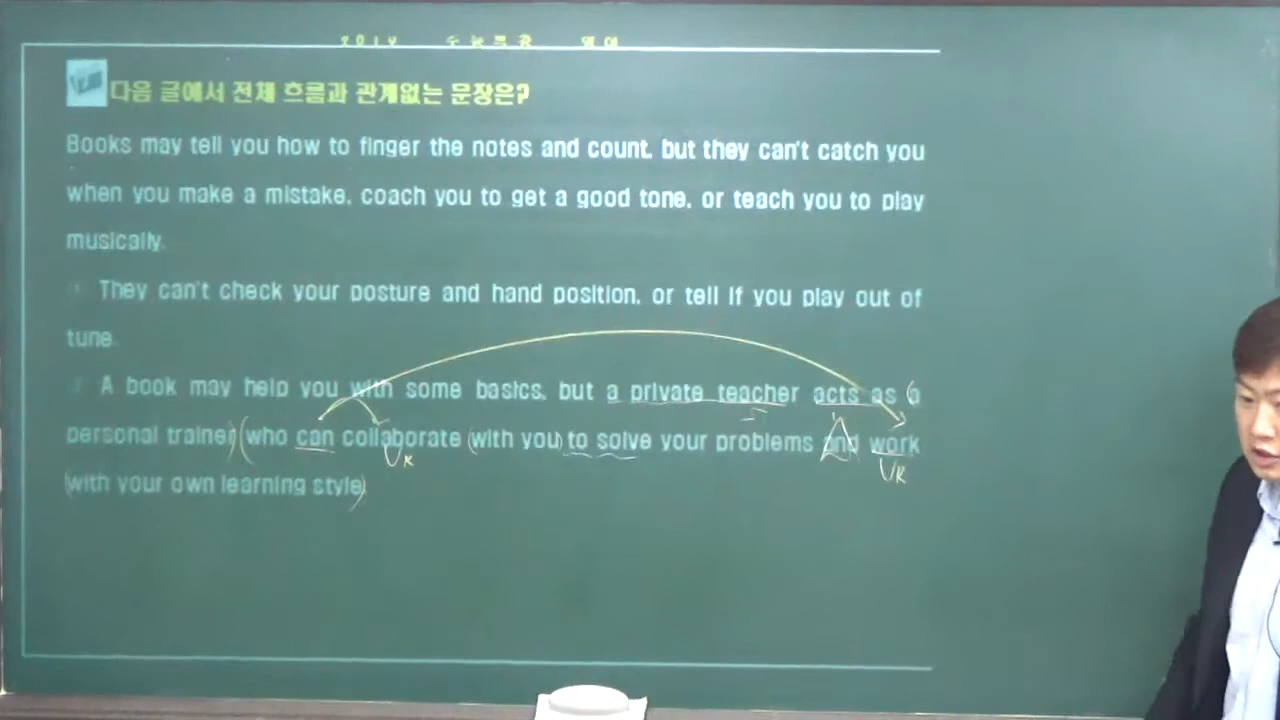 다음 글에서 전체 흐름과 관계없는 문장은?
Books may tell you how to finger the notes and count, but they can't catch you
when you make a mistake, coach you to get a good tone, or teach you to play
musically.
They can't check your posture and hand position, or tell if you play out of
tune.
A book may help you with some basics, but a private teacher acts as a
personal trainer (who can collaborate (with you) to solve your problems and work
(with your own learning style)
VR VR